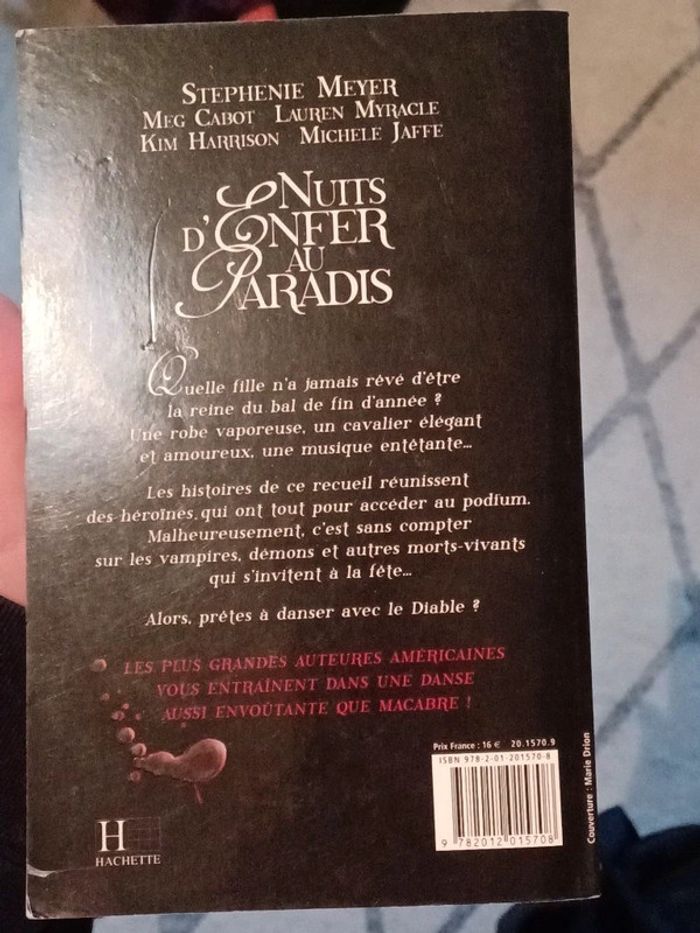 STEPHENIE MEYER
MEG CABOT LAUREN MYRACLE
KIM HARRISON MICHELE JAFFE
NUITS
D'ENFER
AU
PARADIS
Quelle fille n'a jamais rêvé d'être
la reine du bal de fin d'année ?
Une robe vaporeuse, un cavalier élégant
et amoureux, une musique entêtante...
Les histoires de ce recueil réunissent
des héroïnes qui ont tout pour accéder au podium.
Malheureusement, c'est sans compter
sur les vampires, démons et autres morts-vivants
qui s'invitent à la fête...
Alors, prêtes à danser avec le Diable ?
LES PLUS GRANDES AUTEURES AMÉRICAINES
VOUS ENTRAÎNENT DANS UNE DANSE
AUSSI ENVOÛTANTE QUE MACABRE !
Prix France : 16 € 20.1570.9
ISBN 978-2-01-201570-8
9 782012 015708
Couverture : Marie Drion
H
HACHETTE